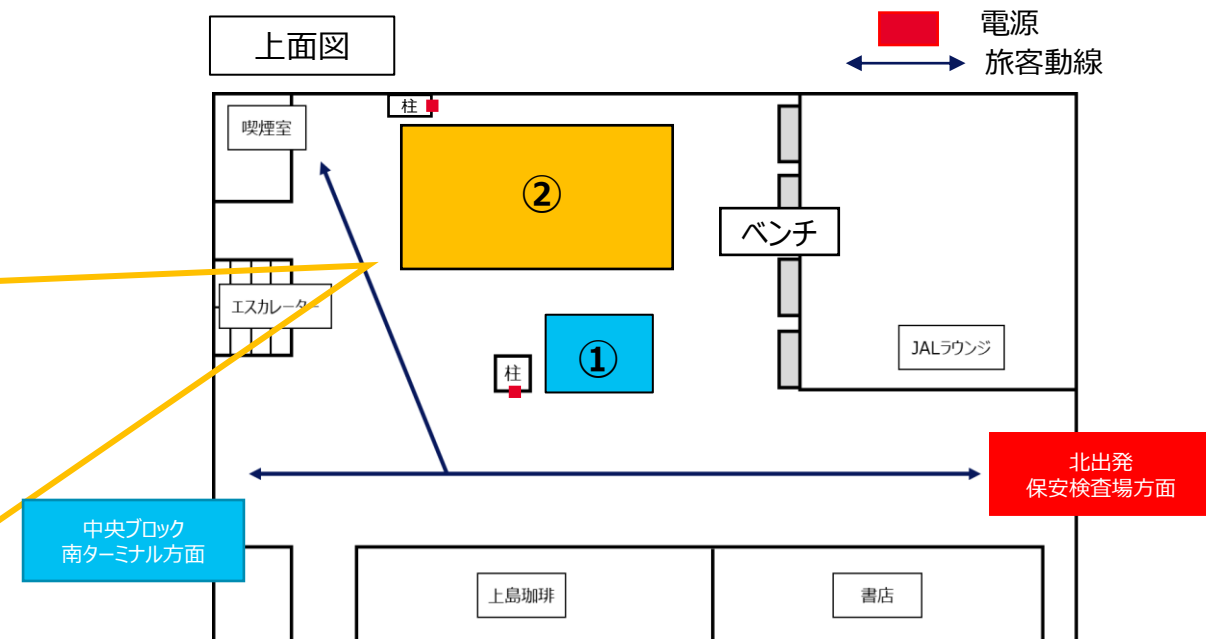 上面図
電源
旅客動線
柱
喫煙室
②
ベンチ
エスカレーター
①
柱
JALラウンジ
北出発
保安検査場方面
中央ブロック
南ターミナル方面
上島珈琲
書店